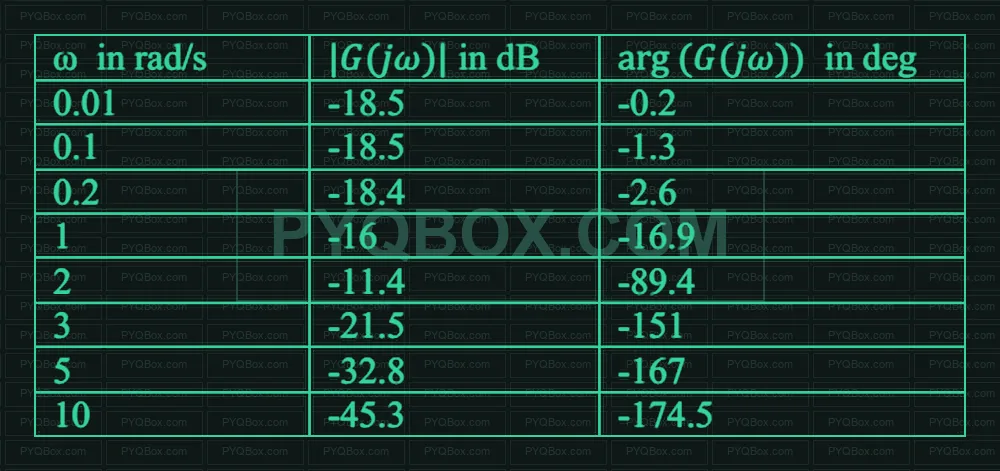 ω in rad/s |G(jω)| in dB arg (G(jω)) in deg
0.01 -18.5 -0.2
0.1 -18.5 -1.3
0.2 -18.4 -2.6
1 -16 -16.9
2 -11.4 -89.4
3 -21.5 -151
5 -32.8 -167
10 -45.3 -174.5
PYQBOX.COM
PYQBox.com